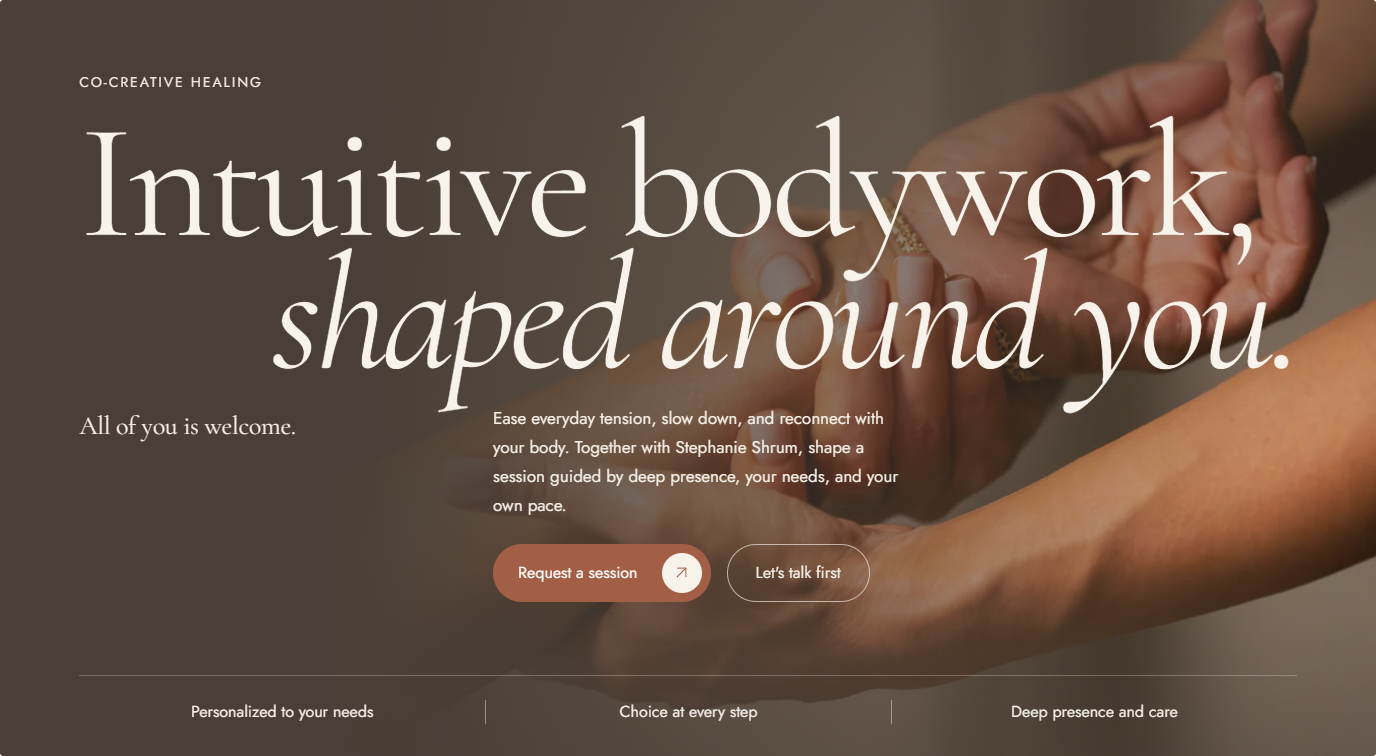 CO-CREATIVE HEALING
Intuitive bodywork,
shaped around you.
All of you is welcome.
Ease everyday tension, slow down, and reconnect with
your body. Together with Stephanie Shrum, shape a
session guided by deep presence, your needs, and your
own pace.
Request a session
Let's talk first
Personalized to your needs
Choice at every step
Deep presence and care